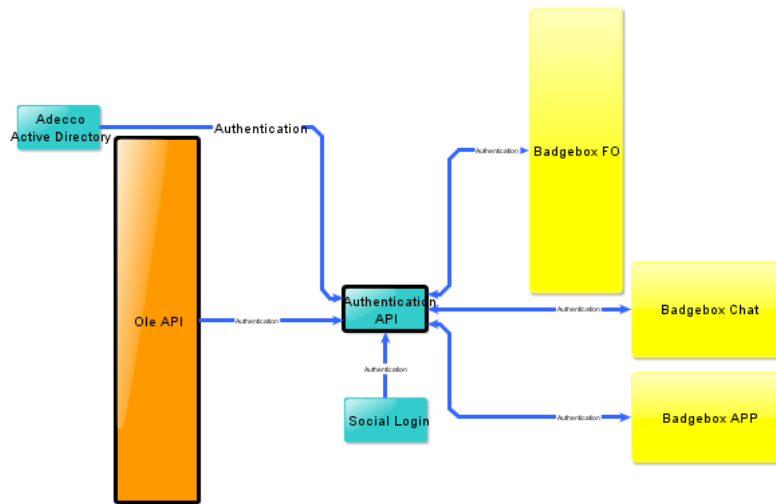 Adecco
Active Directory
Authentication
Authentication
Badgebox FO
Authentication
API
Authentication
Badgebox Chat
Ole API
Authentication
Authentication
Social Login
Authentication
Badgebox APP